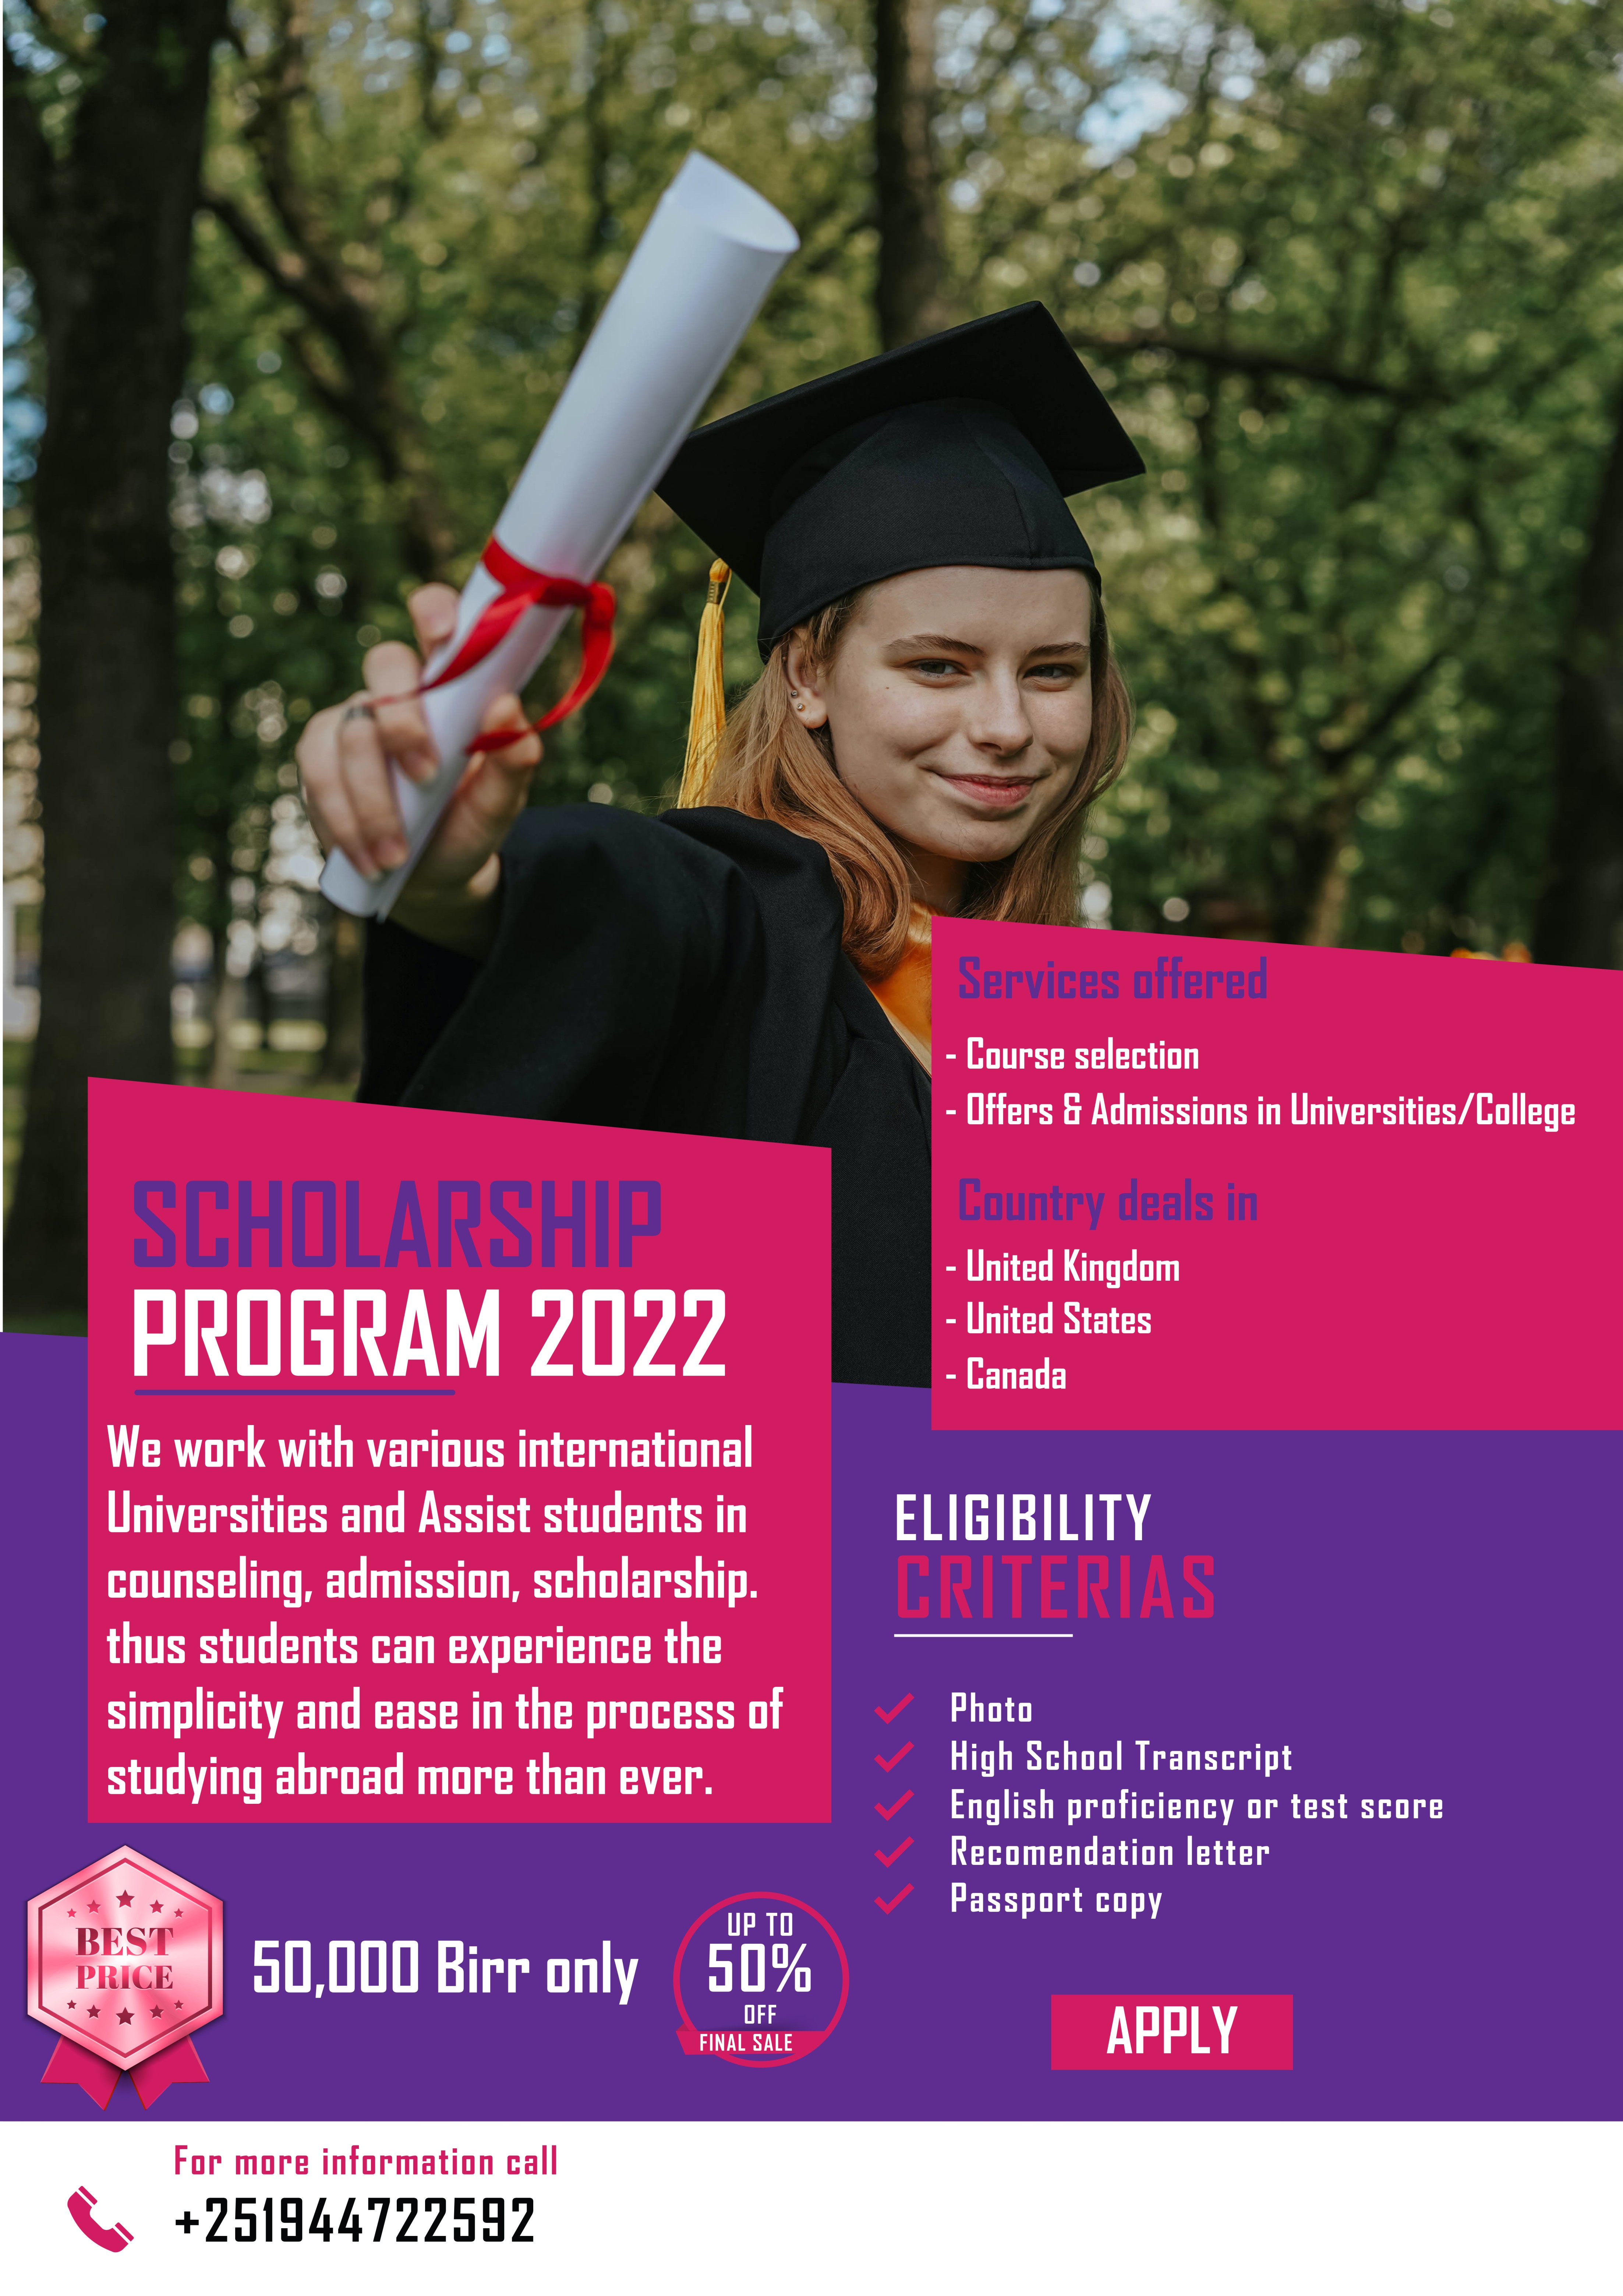 Services offered
- Course selection
- Offers & Admissions in Universities/College
Country deals in
- United Kingdom
- United States
- Canada
SCHOLARSHIP
PROGRAM 2022
We work with various international
Universities and Assist students in
counseling, admission, scholarship.
thus students can experience the
simplicity and ease in the process of
studying abroad more than ever.
ELIGIBILITY
CRITERIAS
Photo
High School Transcript
English proficiency or test score
Recomendation letter
Passport copy
BEST
PRICE
50,000 Birr only
UP TO
50%
OFF
FINAL SALE
APPLY
For more information call
+251944722592